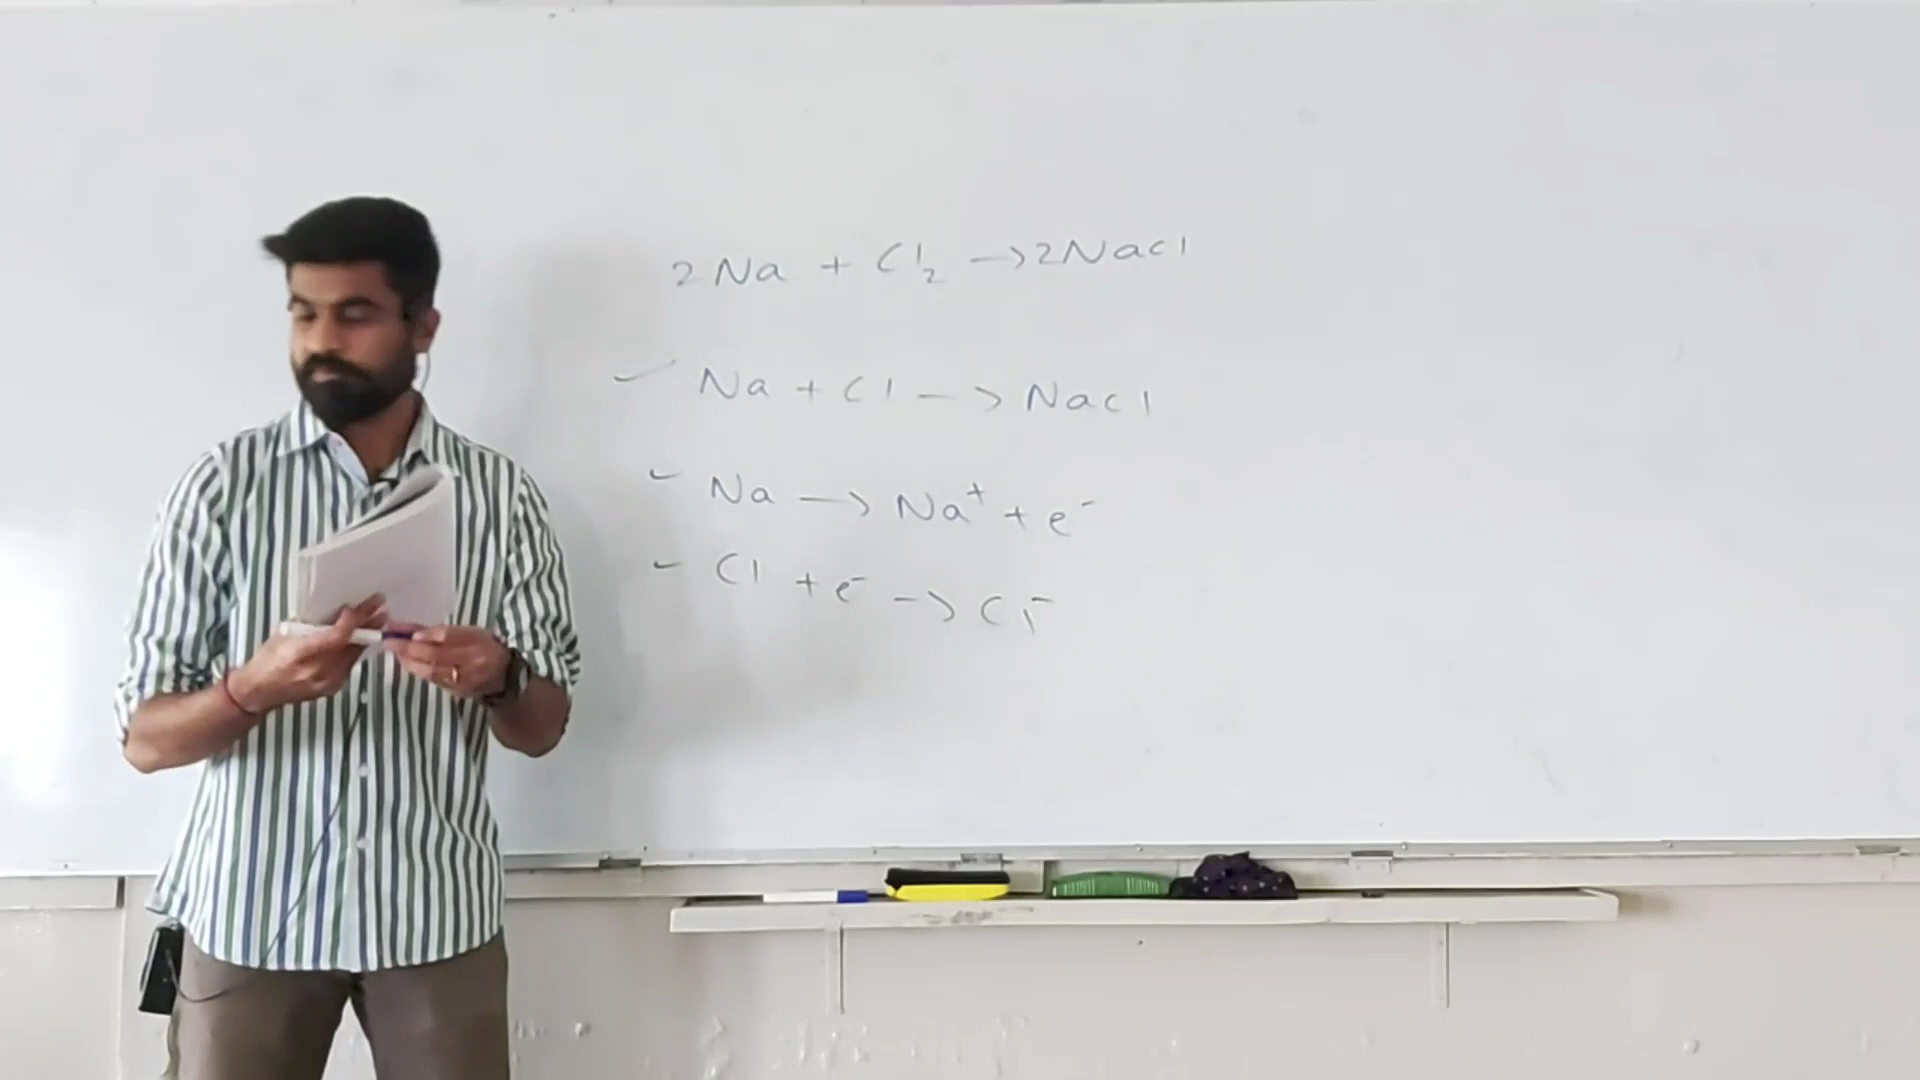 2Na + Cl₂ → 2NaCl
✓ Na + Cl → NaCl
✓ Na → Na⁺ + e⁻
✓ Cl + e⁻ → Cl⁻